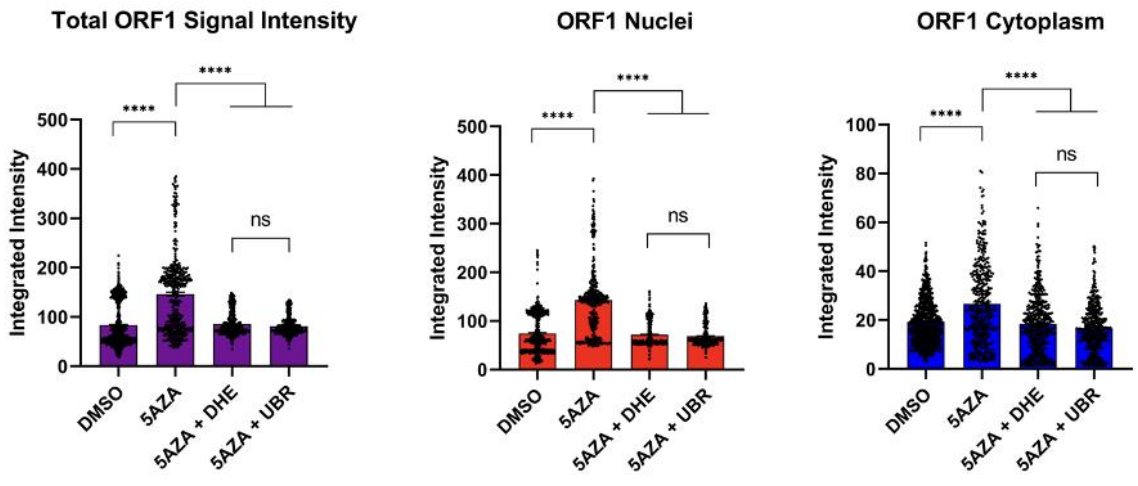 Total ORF1 Signal Intensity
Integrated Intensity
500
400
300
200
100
0
****
****
ns
DMSO
5AZA
5AZA + DHE
5AZA + UBR
ORF1 Nuclei
Integrated Intensity
500
400
300
200
100
0
****
****
ns
DMSO
5AZA
5AZA + DHE
5AZA + UBR
ORF1 Cytoplasm
Integrated Intensity
100
80
60
40
20
0
****
****
ns
DMSO
5AZA
5AZA + DHE
5AZA + UBR